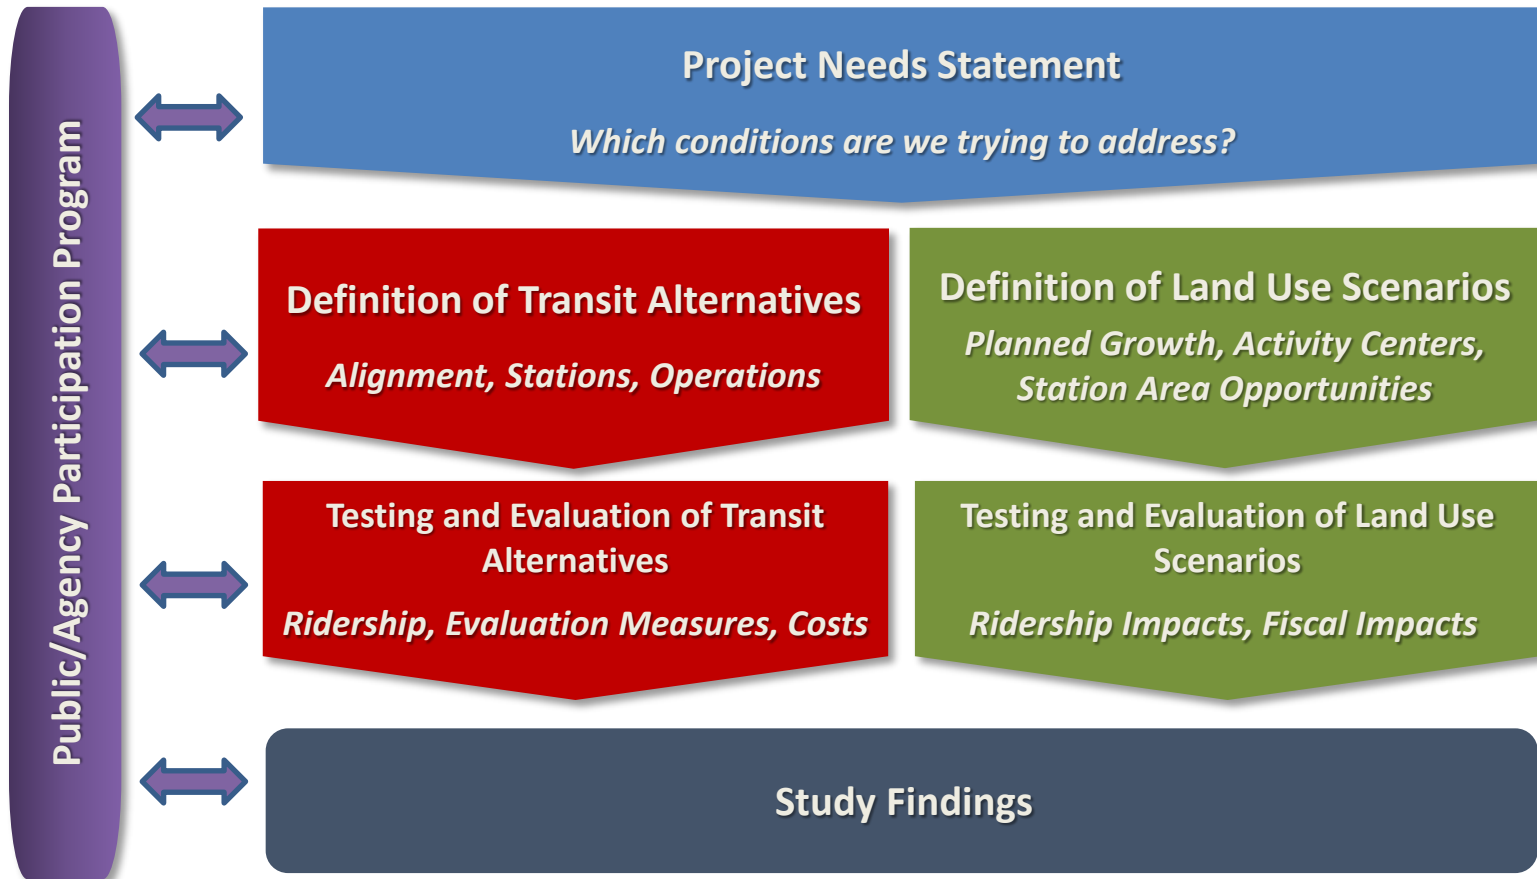 Public/Agency Participation Program
Project Needs Statement
Which conditions are we trying to address?
Definition of Transit Alternatives
Alignment, Stations, Operations
Definition of Land Use Scenarios
Planned Growth, Activity Centers,
Station Area Opportunities
Testing and Evaluation of Transit
Alternatives
Ridership, Evaluation Measures, Costs
Testing and Evaluation of Land Use
Scenarios
Ridership Impacts, Fiscal Impacts
Study Findings